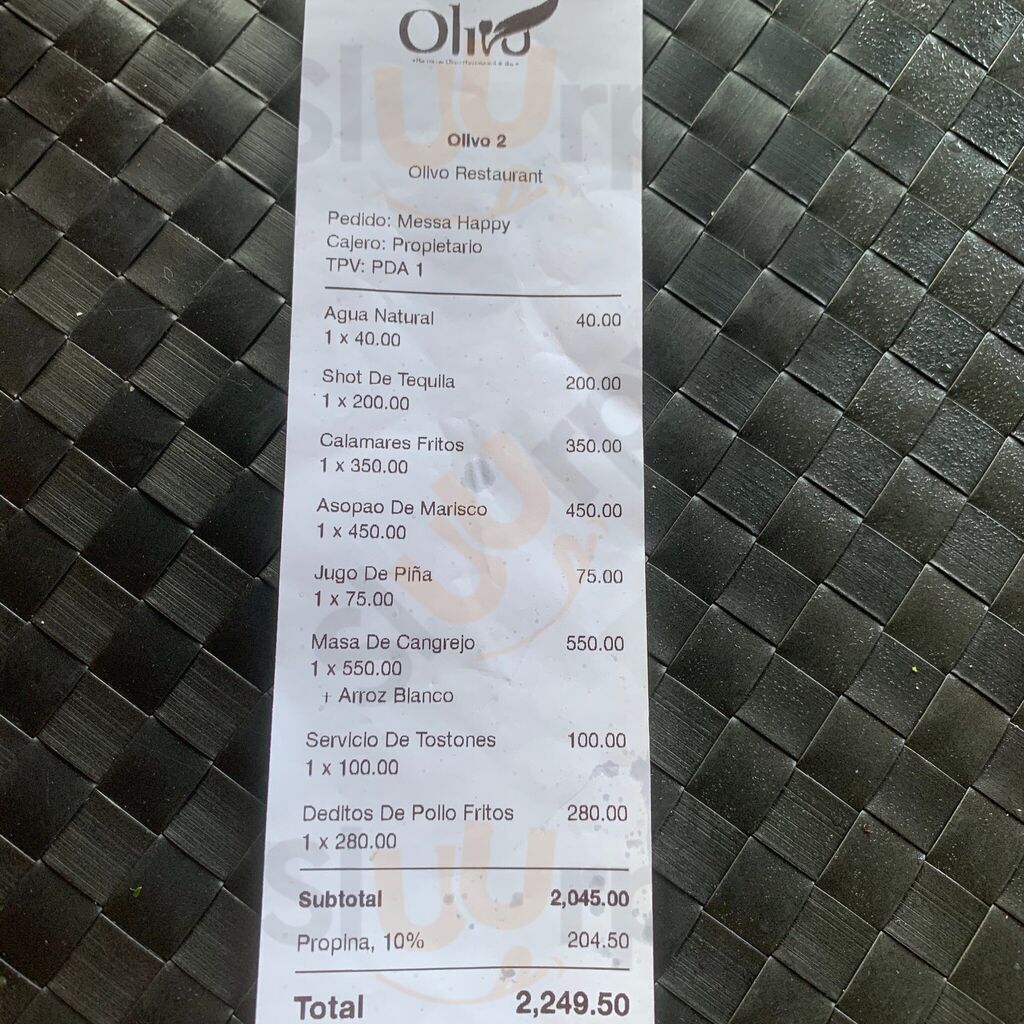 Olivo
Olivo 2
Olivo Restaurant
Pedido: Messa Happy
Cajero: Propietario
TPV: PDA 1
Agua Natural 40.00
1 x 40.00
Shot De Tequila 200.00
1 x 200.00
Calamares Fritos 350.00
1 x 350.00
Asopao De Marisco 450.00
1 x 450.00
Jugo De Piña 75.00
1 x 75.00
Masa De Cangrejo 550.00
1 x 550.00
+ Arroz Blanco
Servicio De Tostones 100.00
1 x 100.00
Deditos De Pollo Fritos 280.00
1 x 280.00
Subtotal 2,045.00
Propina, 10% 204.50
Total 2,249.50